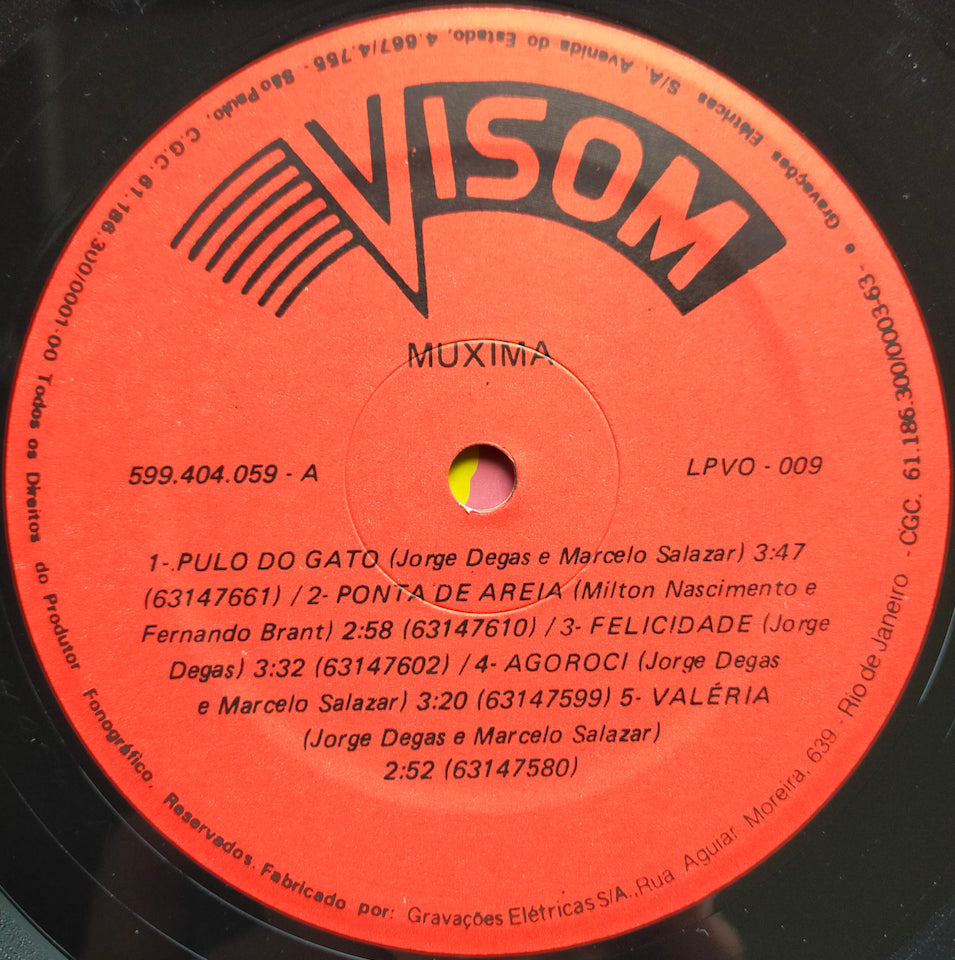 VISOM
MUXIMA
599.404.059 - A
LPVO - 009
1-.PULO DO GATO (Jorge Degas e Marcelo Salazar) 3:47
(63147661) / 2- PONTA DE AREIA (Milton Nascimento e
Fernando Brant) 2:58 (63147610) / 3- FELICIDADE (Jorge
Degas) 3:32 (63147602) / 4- AGOROCI (Jorge Degas
e Marcelo Salazar) 3:20 (63147599) 5- VALÉRIA
(Jorge Degas e Marcelo Salazar)
2:52 (63147580)
Todos os Direitos do Produtor Fonográfico. Reservados. Fabricado por: Gravações Elétricas S/A..Rua Aguiar Moreira, 639 - Rio de Janeiro - CGC. 61.186.300/0003-63 - e Gravações Elétricas S/A. Avenida do Estado, 4.667/4.755 - São Paulo, C.G.C. 61.186.300/0001-00